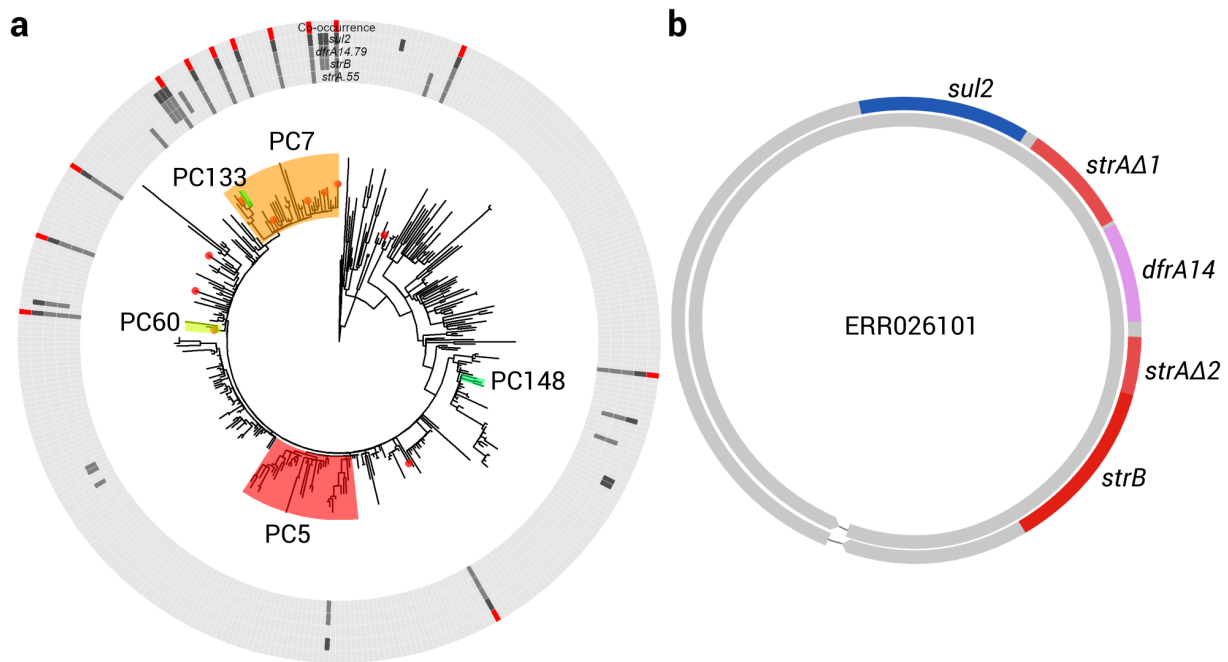 a
b
Co-occurrence
sul2
dfrA14.79
strB
strA.55
PC7
PC133
PC60
PC148
PC5
sul2
strAΔ1
dfrA14
ERR026101
strAΔ2
strB